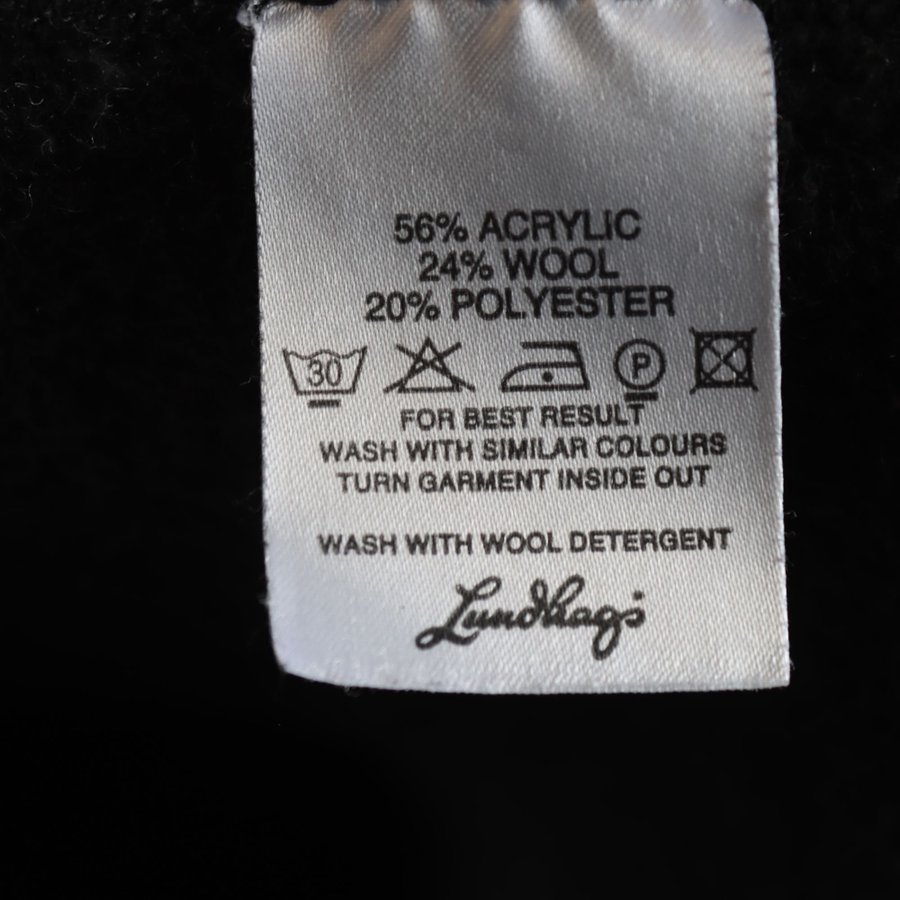 56% ACRYLIC
24% WOOL
20% POLYESTER
30 P
FOR BEST RESULT
WASH WITH SIMILAR COLOURS
TURN GARMENT INSIDE OUT
WASH WITH WOOL DETERGENT
Lundhags